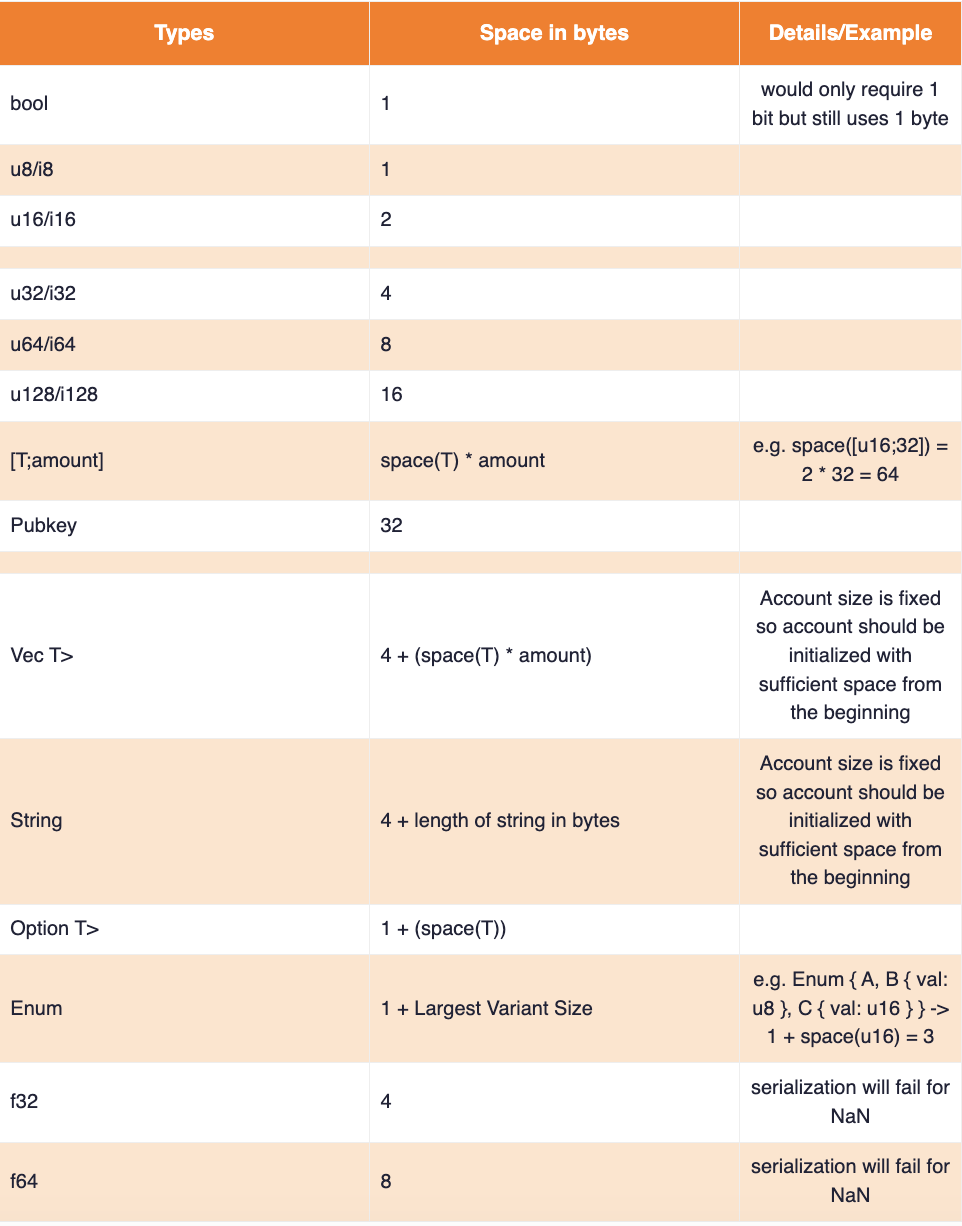 Types Space in bytes Details/Example
bool 1 would only require 1
bit but still uses 1 byte
u8/i8 1
u16/i16 2
u32/i32 4
u64/i64 8
u128/i128 16
[T;amount] space(T) * amount e.g. space([u16;32]) =
2 * 32 = 64
Pubkey 32
Vec T> 4 + (space(T) * amount) Account size is fixed
so account should be
initialized with
sufficient space from
the beginning
String 4 + length of string in bytes Account size is fixed
so account should be
initialized with
sufficient space from
the beginning
Option T> 1 + (space(T))
Enum 1 + Largest Variant Size e.g. Enum { A, B { val:
u8 }, C { val: u16 } } ->
1 + space(u16) = 3
f32 4 serialization will fail for
NaN
f64 8 serialization will fail for
NaN